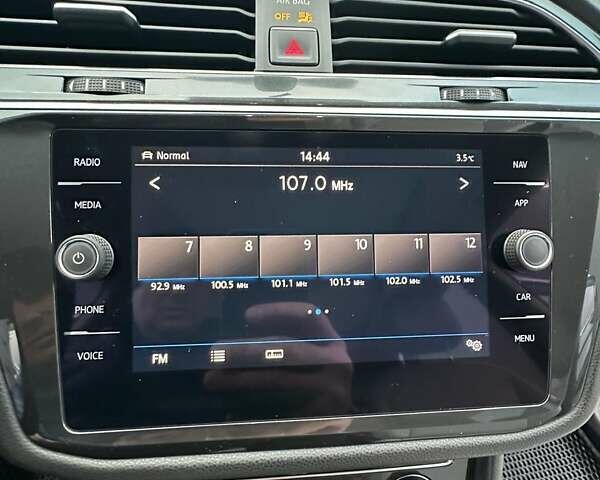 AIR BAG
OFF
RADIO
MEDIA
PHONE
VOICE
Normal 14:44 3.5°C
< 107.0 MHz >
7 8 9 10 11 12
92.9 MHz 100.5 MHz 101.1 MHz 101.5 MHz 102.0 MHz 102.5 MHz
FM
NAV
APP
CAR
MENU